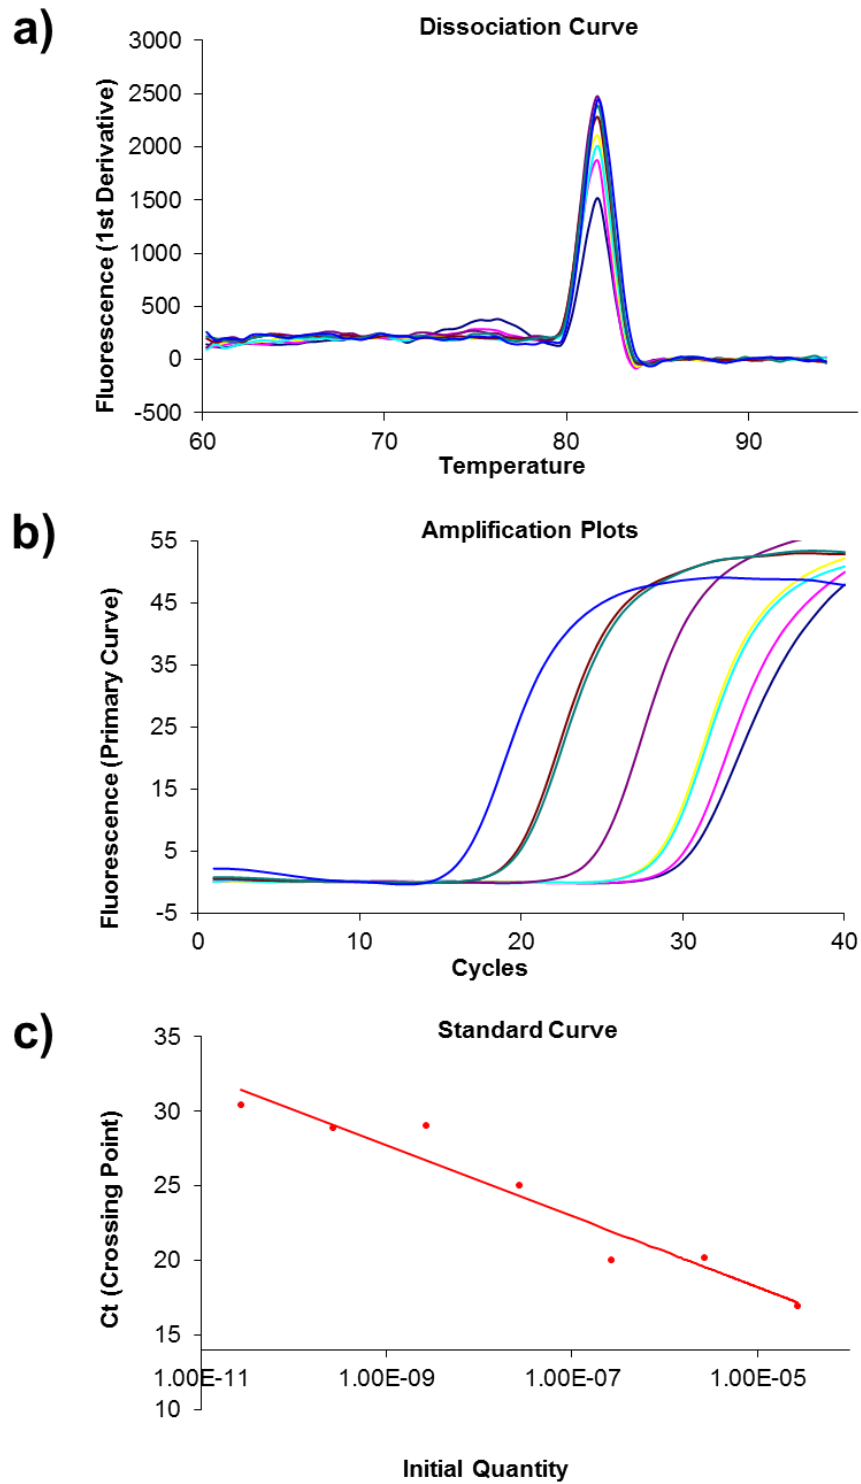 a)
Dissociation Curve
Fluorescence (1st Derivative)
3000
2500
2000
1500
1000
500
0
-500
60 70 80 90
Temperature
b)
Amplification Plots
Fluorescence (Primary Curve)
55
45
35
25
15
5
-5
0 10 20 30 40
Cycles
c)
Standard Curve
Ct (Crossing Point)
35
30
25
20
15
1.00E-11 1.00E-09 1.00E-07 1.00E-05
10
Initial Quantity